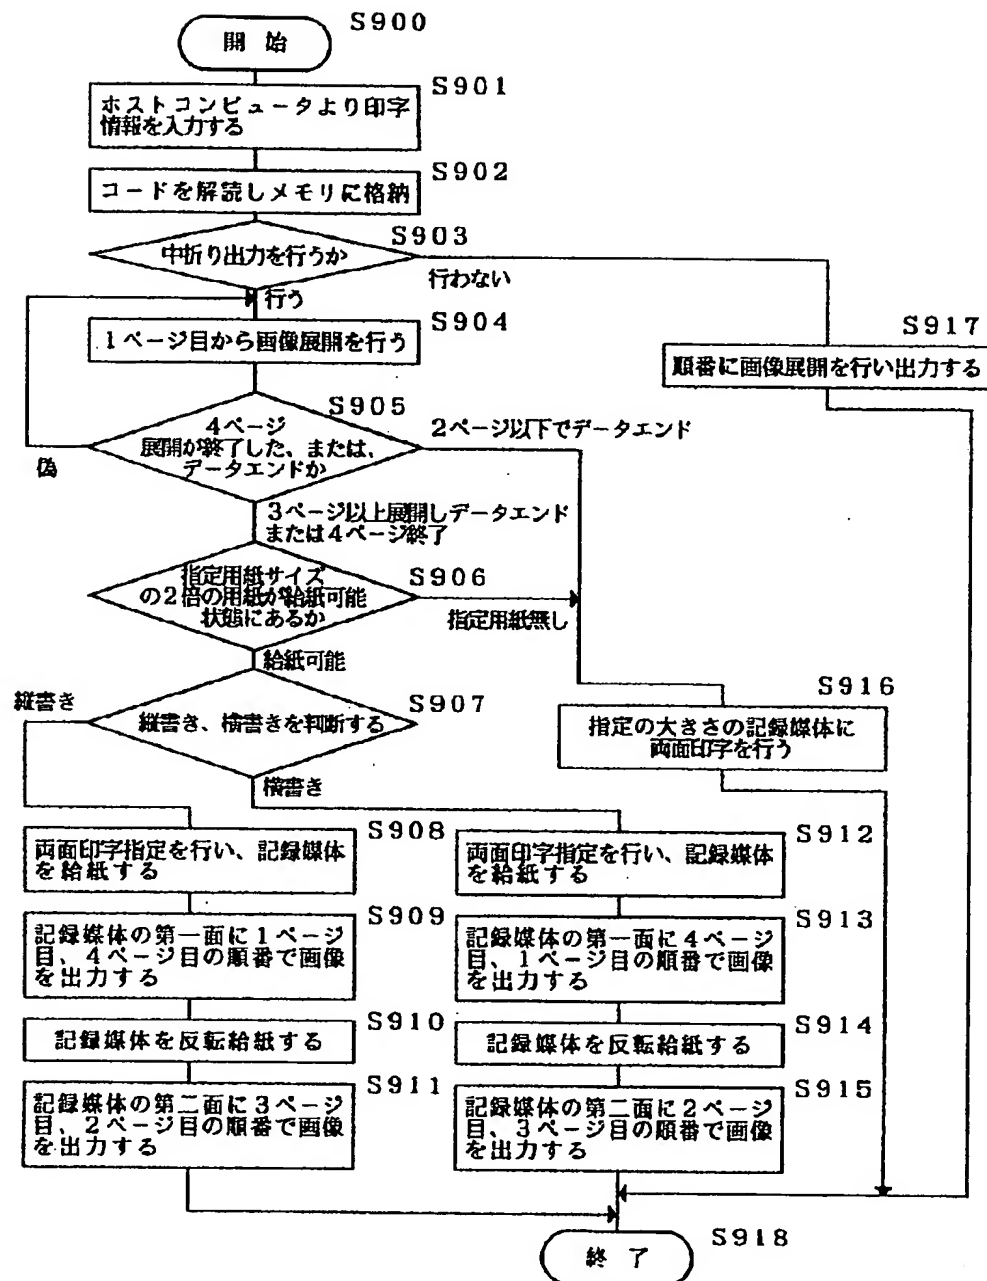 S900
開 始
S901
ホストコンピュータより印字
情報を入力する
S902
コードを解読しメモリに格納
S903
中折り出力を行うか
行わない
行う
S904
1ページ目から画像展開を行う
S917
順番に画像展開を行い出力する
S905
4ページ
展開が終了した、または、
データエンドか
2ページ以下でデータエンド
偽
3ページ以上展開しデータエンド
または4ページ終了
S906
指定用紙サイズ
の2倍の用紙が給紙可能
状態にあるか
指定用紙無し
給紙可能
S907
縦書き
縦書き、横書きを判断する
横書き
S916
指定の大きさの記録媒体に
両面印字を行う
S908
両面印字指定を行い、記録媒体
を給紙する
S912
両面印字指定を行い、記録媒体
を給紙する
S909
記録媒体の第一面に1ページ
目、4ページ目の順番で画像
を出力する
S913
記録媒体の第一面に4ページ
目、1ページ目の順番で画像
を出力する
S910
記録媒体を反転給紙する
S914
記録媒体を反転給紙する
S911
記録媒体の第二面に3ページ
目、2ページ目の順番で画像
を出力する
S915
記録媒体の第二面に2ページ
目、3ページ目の順番で画像
を出力する
S918
終 了